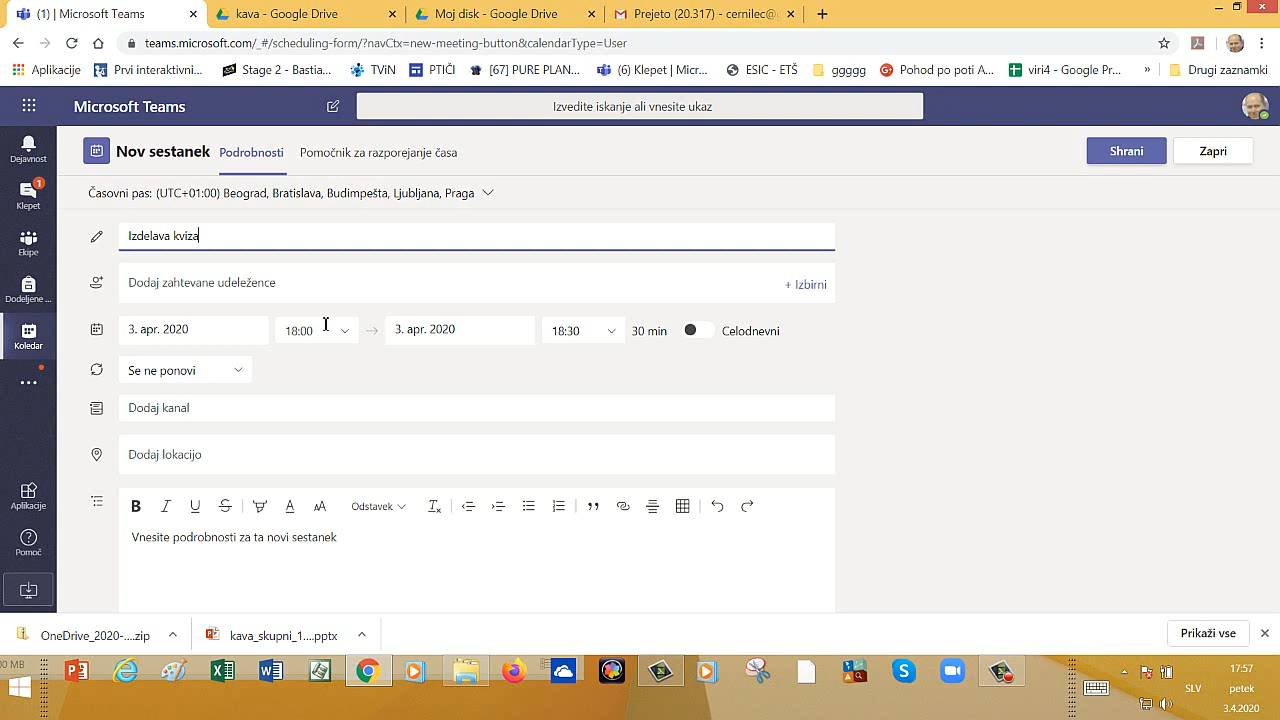 (1) | Microsoft Teams
kava - Google Drive
Moj disk - Google Drive
Prejeto (20.317) - cernilec@
teams.microsoft.com/_#/scheduling-form/?navCtx=new-meeting-button&calendarType=User
Aplikacije
Prvi interaktivni...
Stage 2 - Bastia...
TViN
PTIČI
[67] PURE PLAN...
(6) Klepet | Micr...
ESIC - ETŠ
ggggg
Pohod po poti A...
viri4 - Google Pr...
»
Drugi zaznamki
Microsoft Teams
Izvedite iskanje ali vnesite ukaz
Dejavnost
1
Klepet
Ekipe
Dodeljene ...
Koledar
Aplikacije
Pomoč
Nov sestanek
Podrobnosti
Pomočnik za razporejanje časa
Shrani
Zapri
Časovni pas: (UTC+01:00) Beograd, Bratislava, Budimpešta, Ljubljana, Praga
Izdelava kviza
Dodaj zahtevane udeležence
+ Izbirni
3. apr. 2020
18:00
3. apr. 2020
18:30
30 min
Celodnevni
Se ne ponovi
Dodaj kanal
Dodaj lokacijo
B I U S A AA Odstavek
Vnesite podrobnosti za ta novi sestanek
OneDrive_2020-....zip
kava_skupni_1....pptx
Prikaži vse
00 MB
SLV
17:57
petek
3.4.2020